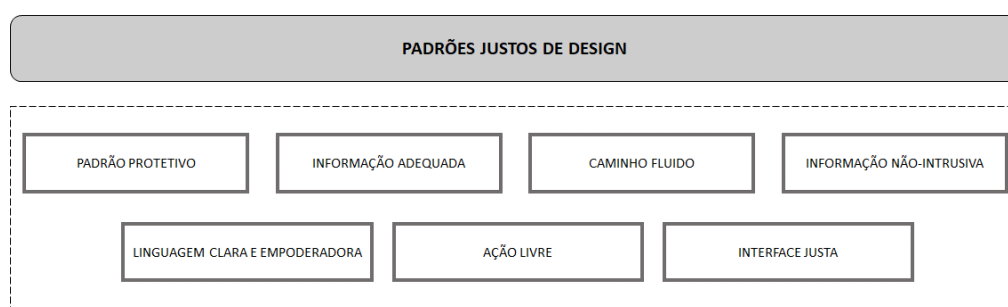 PADRÕES JUSTOS DE DESIGN
PADRÃO PROTETIVO
INFORMAÇÃO ADEQUADA
CAMINHO FLUIDO
INFORMAÇÃO NÃO-INTRUSIVA
LINGUAGEM CLARA E EMPODERADORA
AÇÃO LIVRE
INTERFACE JUSTA